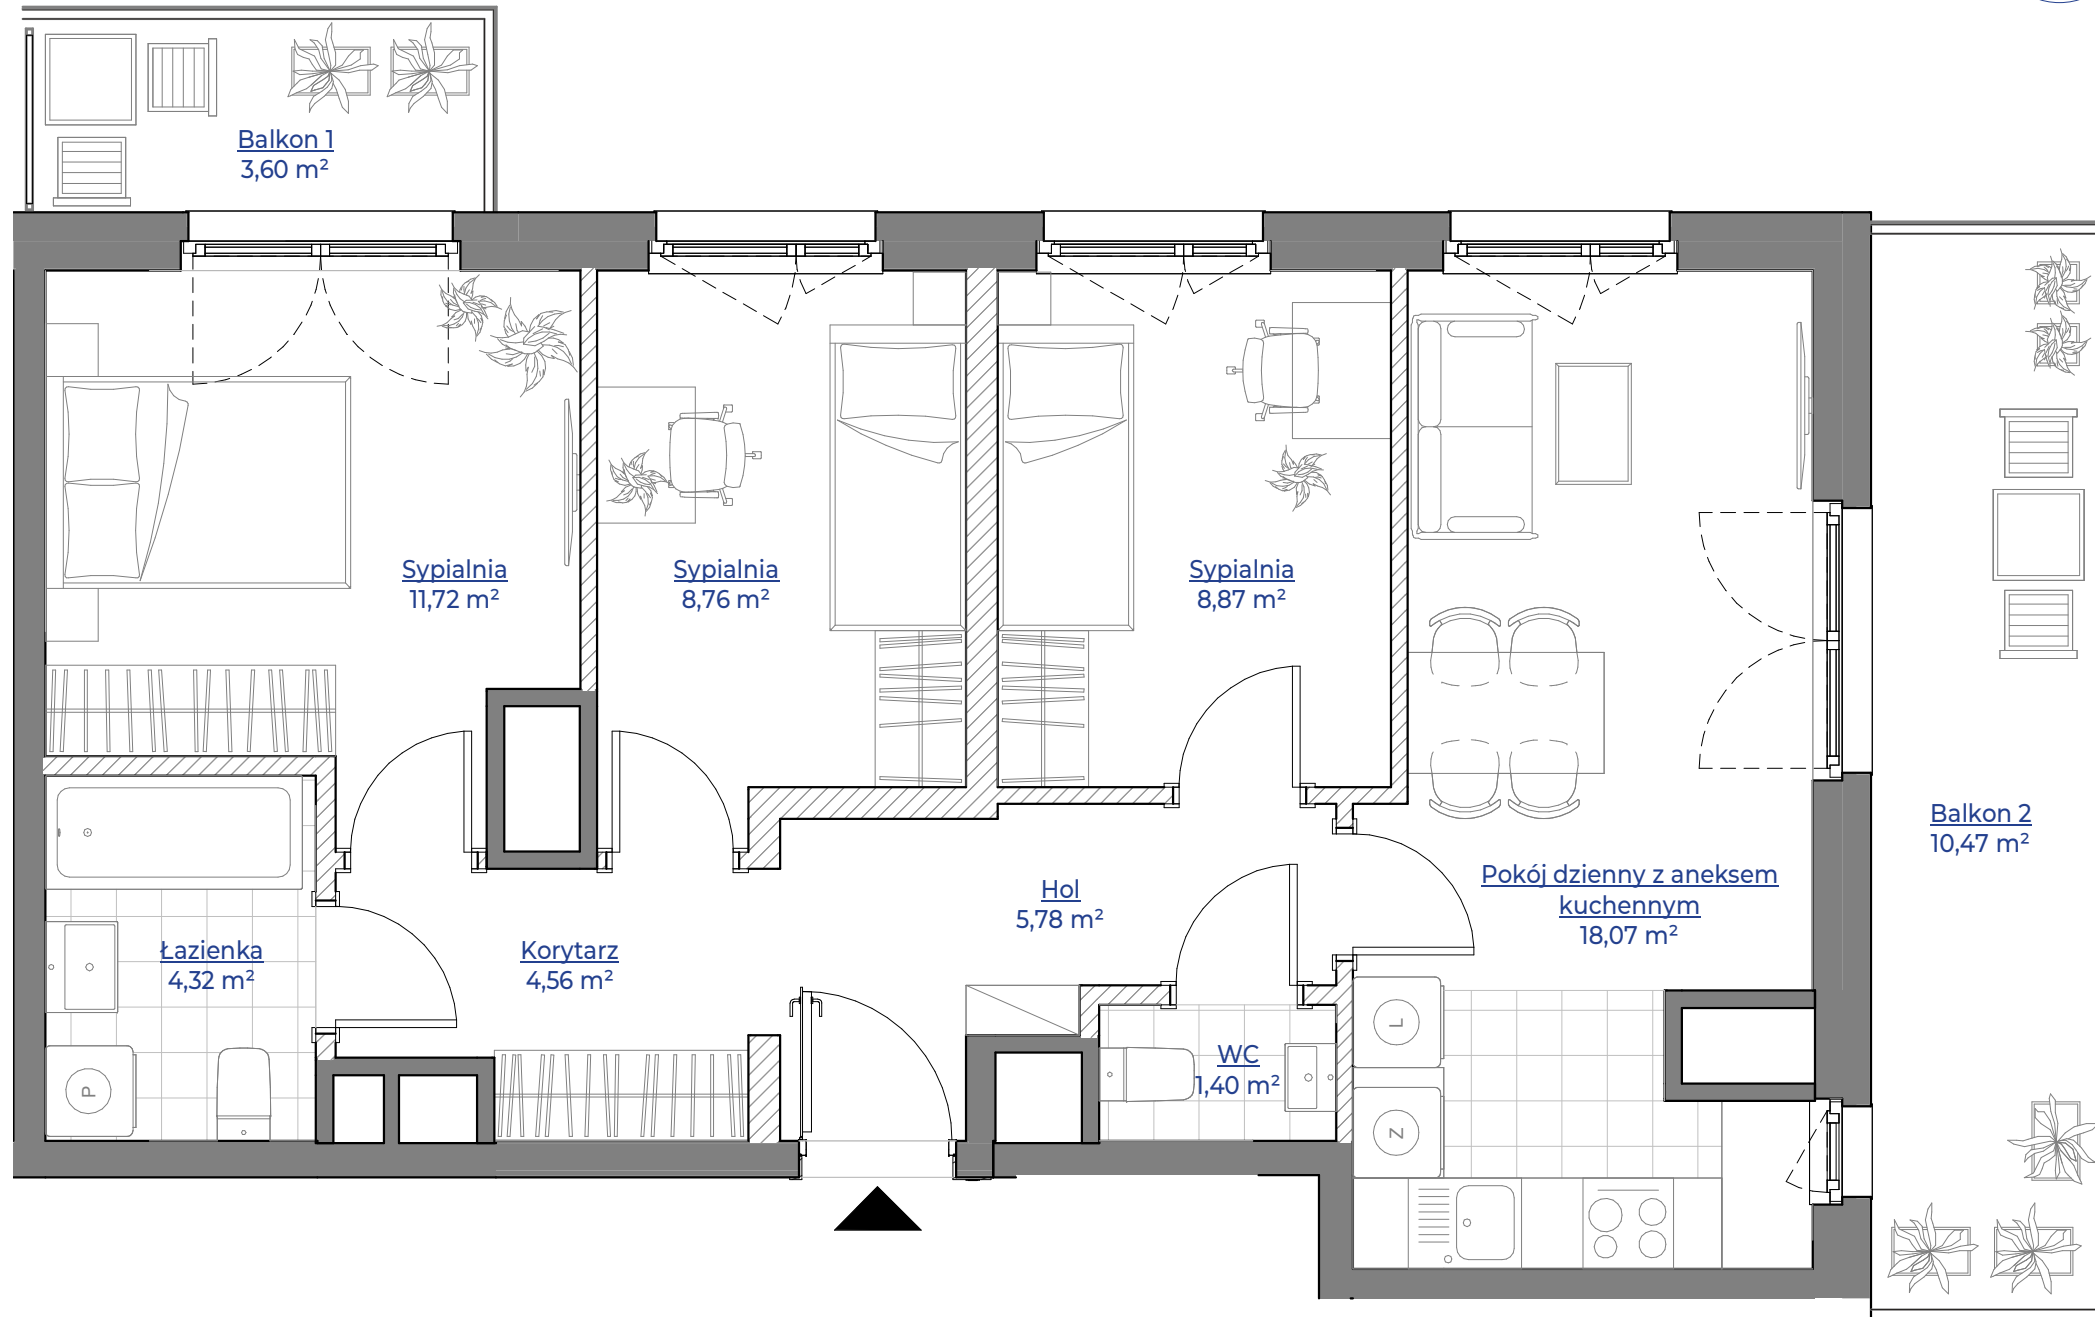 Balkon 1
3,60 m²
Sypialnia
11,72 m²
Sypialnia
8,76 m²
Sypialnia
8,87 m²
Balkon 2
10,47 m²
Pokój dzienny z aneksem
kuchennym
18,07 m²
Hol
5,78 m²
Łazienka
4,32 m²
Korytarz
4,56 m²
WC
1,40 m²
L
Z
P